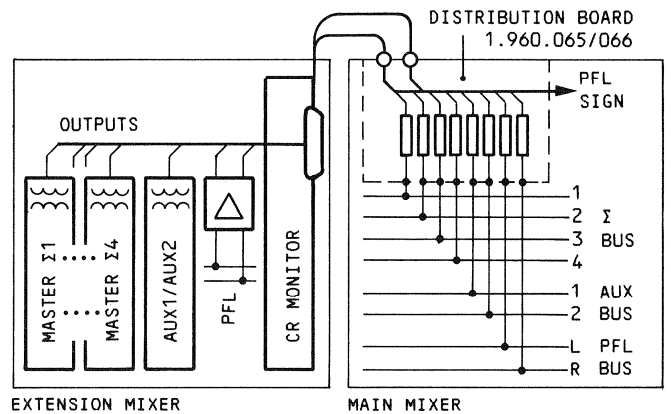 DISTRIBUTION BOARD
1.960.065/066
PFL
SIGN
OUTPUTS
MASTER Σ1
MASTER Σ4
AUX1/AUX2
PFL
CR MONITOR
1
2 Σ
3 BUS
4
1 AUX
2 BUS
L PFL
R BUS
EXTENSION MIXER
MAIN MIXER